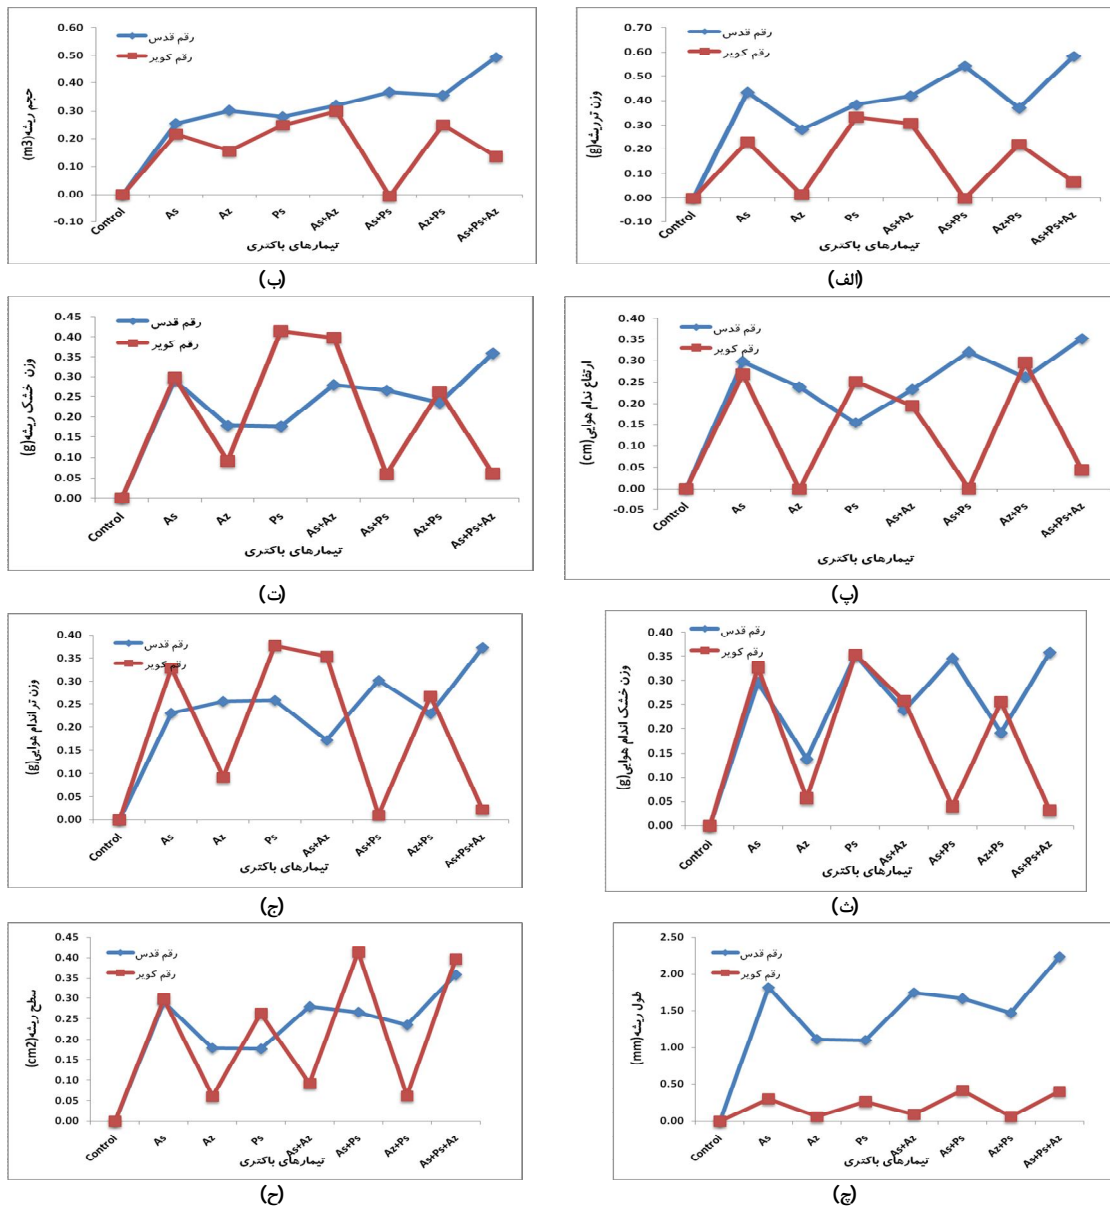 0.70
0.60
0.50
0.40
0.30
0.20
0.10
0.00
-0.10
رقم قدس
رقم کویر
وزن تر ریشه(g)
Control As Az Ps As+Az As+Ps Az+Ps As+Ps+Az
تیمارهای باکتری
(الف)
0.60
0.50
0.40
0.30
0.20
0.10
0.00
-0.10
رقم قدس
رقم کویر
حجم ریشه(m3)
Control As Az Ps As+Az As+Ps Az+Ps As+Ps+Az
تیمارهای باکتری
(ب)
0.40
0.35
0.30
0.25
0.20
0.15
0.10
0.05
0.00
-0.05
رقم قدس
رقم کویر
ارتفاع ندام هوایی(cm)
Control As Az Ps As+Az As+Ps Az+Ps As+Ps+Az
تیمارهای باکتری
(پ)
0.45
0.40
0.35
0.30
0.25
0.20
0.15
0.10
0.05
0.00
رقم قدس
رقم کویر
وزن خشک ریشه(g)
Control As Az Ps As+Az As+Ps Az+Ps As+Ps+Az
تیمارهای باکتری
(ت)
0.40
0.35
0.30
0.25
0.20
0.15
0.10
0.05
0.00
رقم قدس
رقم کویر
وزن خشک اندام هوایی(g)
Control As Az Ps As+Az As+Ps Az+Ps As+Ps+Az
تیمارهای باکتری
(ث)
0.40
0.35
0.30
0.25
0.20
0.15
0.10
0.05
0.00
رقم قدس
رقم کویر
وزن تر اندام هوایی(g)
Control As Az Ps As+Az As+Ps Az+Ps As+Ps+Az
تیمارهای باکتری
(ج)
2.50
2.00
1.50
1.00
0.50
0.00
رقم قدس
رقم کویر
طول ریشه(mm)
Control As Az Ps As+Az As+Ps Az+Ps As+Ps+Az
تیمارهای باکتری
(چ)
0.45
0.40
0.35
0.30
0.25
0.20
0.15
0.10
0.05
0.00
رقم قدس
رقم کویر
سطح ریشه(cm2)
Control As Az Ps As+Az As+Ps Az+Ps As+Ps+Az
تیمارهای باکتری
(ح)